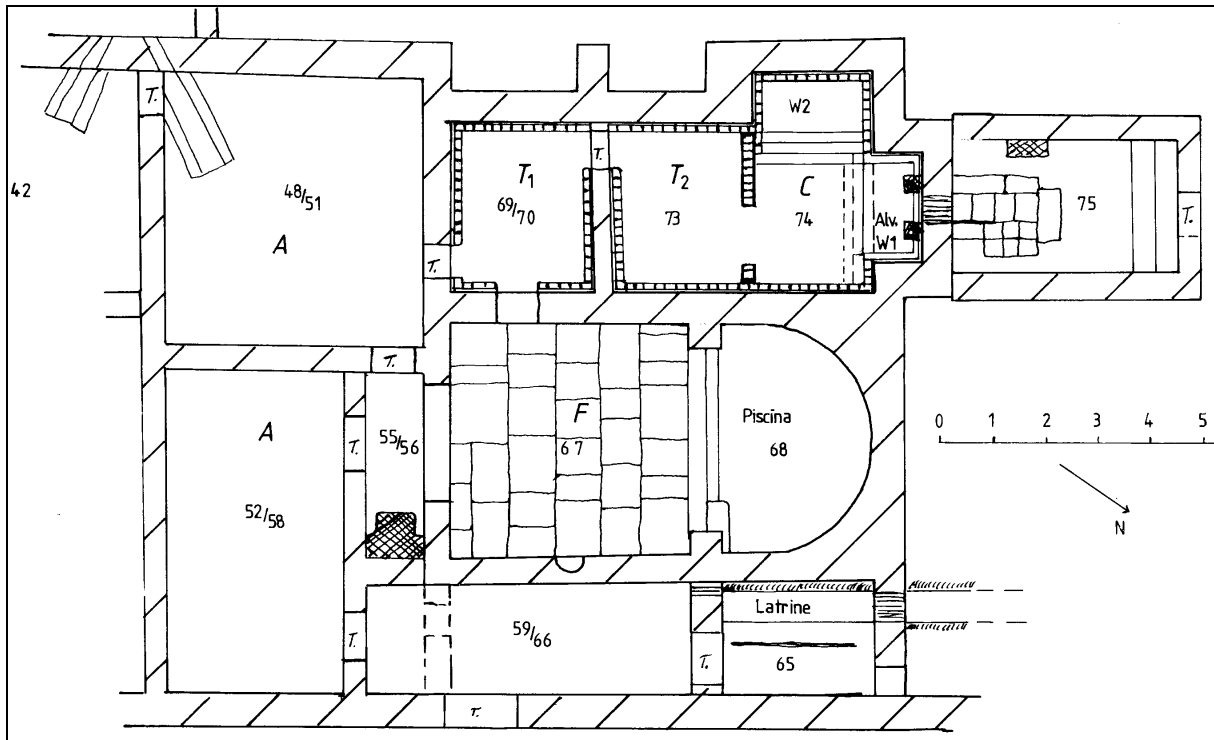 T.
W2
42
48/51
A
T.
T1
69/70
T.
T2
73
C
74
Alv.
W1
75
T.
T.
A
52/58
T.
55/56
F
67
Piscina
68
0 1 2 3 4 5
N
T.
59/66
T.
Latrine
65
T.